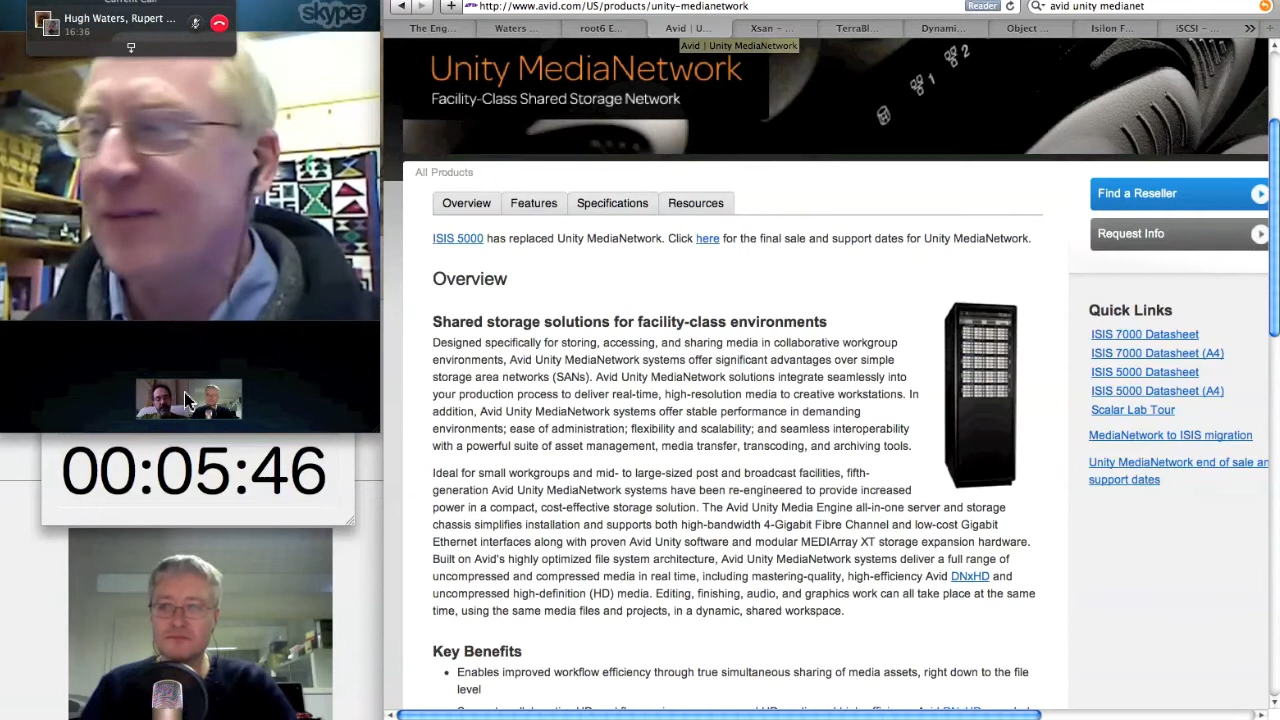 Current Call
skype
Hugh Waters, Rupert ...
16:36
http://www.avid.com/US/products/unity-medianetwork
Reader
avid unity medianet
The Eng...
Waters ...
root6 E...
Avid | U...
Xsan – ...
TerraBl...
Dynami...
Object ...
Isilon F...
iSCSI – ...
Avid | Unity MediaNetwork
Unity MediaNetwork
Facility-Class Shared Storage Network
All Products
Overview
Features
Specifications
Resources
Find a Reseller
Request Info
ISIS 5000 has replaced Unity MediaNetwork. Click here for the final sale and support dates for Unity MediaNetwork.
Overview
Shared storage solutions for facility-class environments
Designed specifically for storing, accessing, and sharing media in collaborative workgroup
environments, Avid Unity MediaNetwork systems offer significant advantages over simple
storage area networks (SANs). Avid Unity MediaNetwork solutions integrate seamlessly into
your production process to deliver real-time, high-resolution media to creative workstations. In
addition, Avid Unity MediaNetwork systems offer stable performance in demanding
environments; ease of administration; flexibility and scalability; and seamless interoperability
with a powerful suite of asset management, media transfer, transcoding, and archiving tools.
Ideal for small workgroups and mid- to large-sized post and broadcast facilities, fifth-
generation Avid Unity MediaNetwork systems have been re-engineered to provide increased
power in a compact, cost-effective storage solution. The Avid Unity Media Engine all-in-one server and storage
chassis simplifies installation and supports both high-bandwidth 4-Gigabit Fibre Channel and low-cost Gigabit
Ethernet interfaces along with proven Avid Unity software and modular MEDIArray XT storage expansion hardware.
Built on Avid's highly optimized file system architecture, Avid Unity MediaNetwork systems deliver a full range of
uncompressed and compressed media in real time, including mastering-quality, high-efficiency Avid DNxHD and
uncompressed high-definition (HD) media. Editing, finishing, audio, and graphics work can all take place at the same
time, using the same media files and projects, in a dynamic, shared workspace.
Key Benefits
• Enables improved workflow efficiency through true simultaneous sharing of media assets, right down to the file
level
Quick Links
ISIS 7000 Datasheet
ISIS 7000 Datasheet (A4)
ISIS 5000 Datasheet
ISIS 5000 Datasheet (A4)
Scalar Lab Tour
MediaNetwork to ISIS migration
Unity MediaNetwork end of sale an
support dates
00:05:46